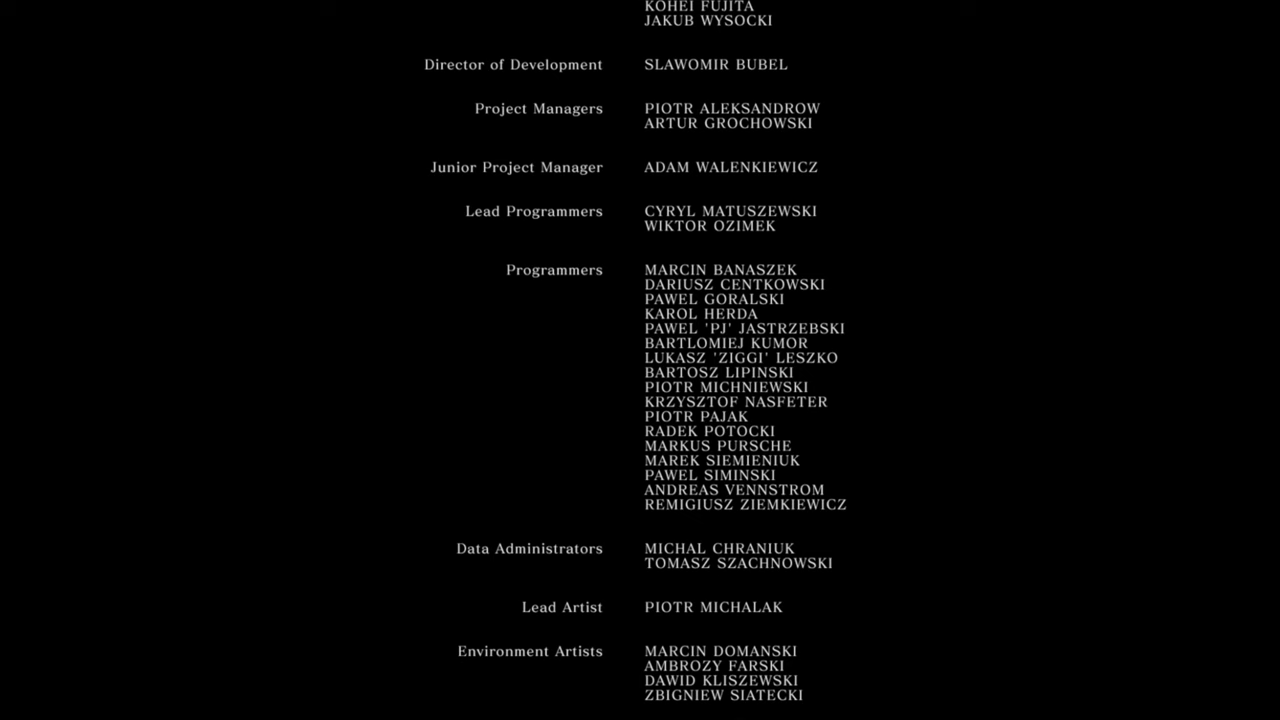 KOHEI FUJITA
JAKUB WYSOCKI
Director of Development SLAWOMIR BUBEL
Project Managers PIOTR ALEKSANDROW
ARTUR GROCHOWSKI
Junior Project Manager ADAM WALENKIEWICZ
Lead Programmers CYRYL MATUSZEWSKI
WIKTOR OZIMEK
Programmers MARCIN BANASZEK
DARIUSZ CENTKOWSKI
PAWEL GORALSKI
KAROL HERDA
PAWEL 'PJ' JASTRZEBSKI
BARTLOMIEJ KUMOR
LUKASZ 'ZIGGI' LESZKO
BARTOSZ LIPINSKI
PIOTR MICHNIEWSKI
KRZYSZTOF NASFETER
PIOTR PAJAK
RADEK POTOCKI
MARKUS PURSCHE
MAREK SIEMIENIUK
PAWEL SIMINSKI
ANDREAS VENNSTROM
REMIGIUSZ ZIEMKIEWICZ
Data Administrators MICHAL CHRANIUK
TOMASZ SZACHNOWSKI
Lead Artist PIOTR MICHALAK
Environment Artists MARCIN DOMANSKI
AMBROZY FARSKI
DAWID KLISZEWSKI
ZBIGNIEW SIATECKI